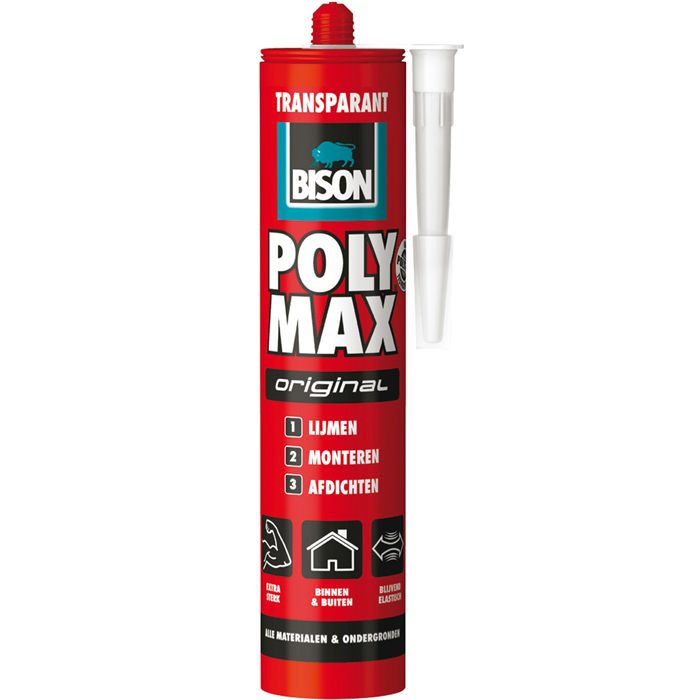 TRANSPARANT
BISON
POLY
MAX
original
1 LIJMEN
2 MONTEREN
3 AFDICHTEN
EXTRA
STERK
BINNEN
& BUITEN
BLIJVEND
ELASTISCH
ALLE MATERIALEN & ONDERGRONDEN